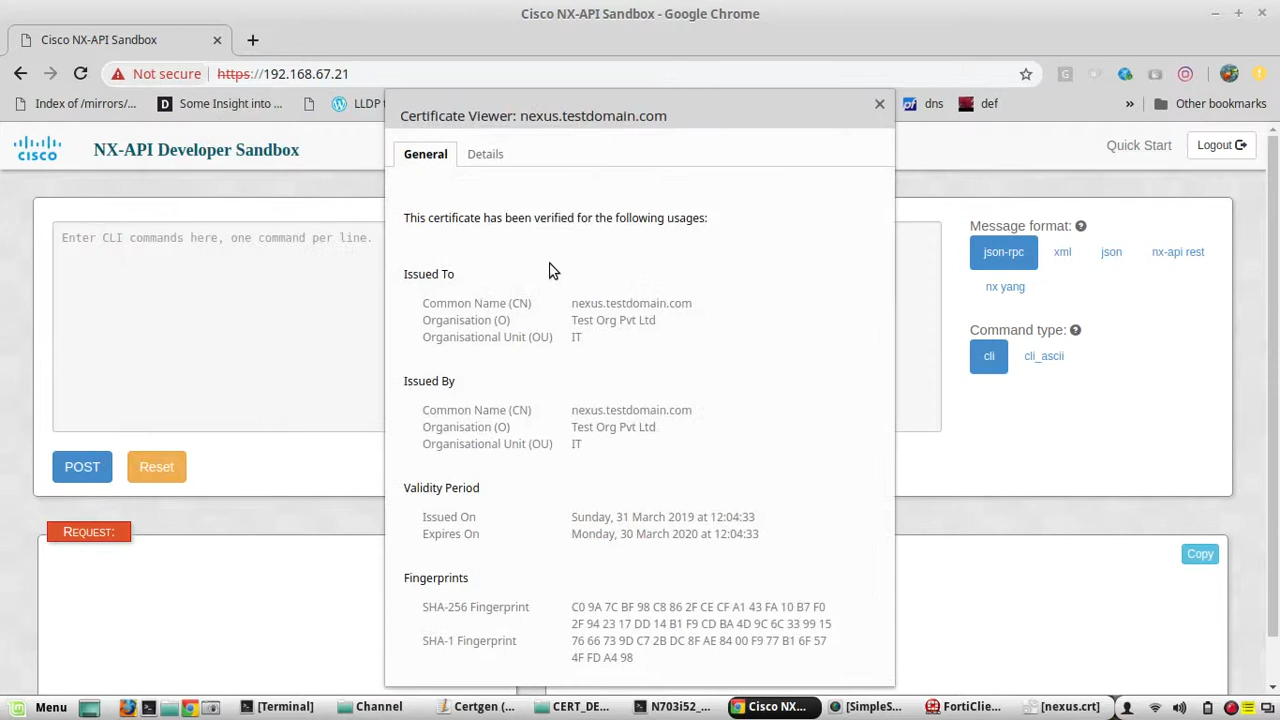 Cisco NX-API Sandbox - Google Chrome
Cisco NX-API Sandbox
Not secure https://192.168.67.21
Index of /mirrors/... Some Insight into ... LLDP t dns def » Other bookmarks
Certificate Viewer: nexus.testdomain.com
CISCO NX-API Developer Sandbox Quick Start Logout
General Details
Enter CLI commands here, one command per line.
This certificate has been verified for the following usages:
Issued To
Common Name (CN) nexus.testdomain.com
Organisation (O) Test Org Pvt Ltd
Organisational Unit (OU) IT
Issued By
Common Name (CN) nexus.testdomain.com
Organisation (O) Test Org Pvt Ltd
Organisational Unit (OU) IT
Validity Period
Issued On Sunday, 31 March 2019 at 12:04:33
Expires On Monday, 30 March 2020 at 12:04:33
Fingerprints
SHA-256 Fingerprint C0 9A 7C BF 98 C8 86 2F CE CF A1 43 FA 10 B7 F0
2F 94 23 17 DD 14 B1 F9 CD BA 4D 9C 6C 33 99 15
SHA-1 Fingerprint 76 66 73 9D C7 2B DC 8F AE 84 00 F9 77 B1 6F 57
4F FD A4 98
Message format:
json-rpc xml json nx-api rest
nx yang
Command type:
cli cli_ascii
POST Reset
REQUEST:
Copy
Menu [Terminal] Channel Certgen (... CERT_DE... N703i52_... Cisco NX... [SimpleS... FortiClie... [nexus.crt]